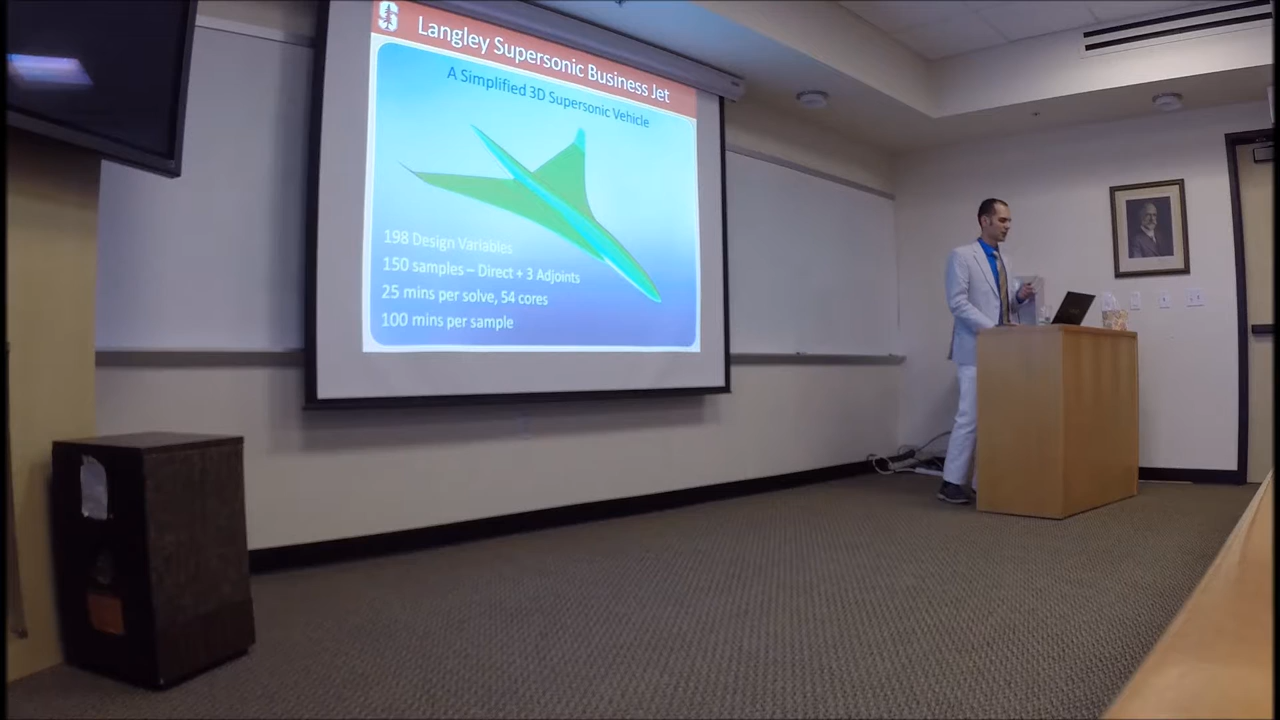 Langley Supersonic Business Jet
A Simplified 3D Supersonic Vehicle
198 Design Variables
150 samples – Direct + 3 Adjoints
25 mins per solve, 54 cores
100 mins per sample